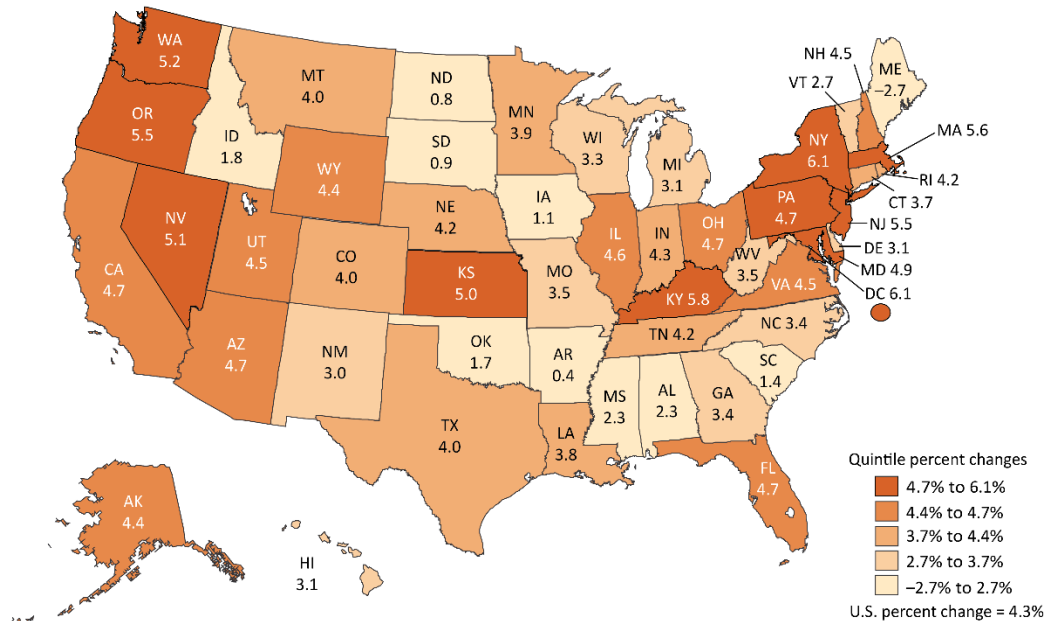 WA
5.2
OR
5.5
CA
4.7
NV
5.1
ID
1.8
MT
4.0
WY
4.4
UT
4.5
AZ
4.7
CO
4.0
NM
3.0
ND
0.8
SD
0.9
NE
4.2
KS
5.0
OK
1.7
TX
4.0
MN
3.9
IA
1.1
MO
3.5
AR
0.4
LA
3.8
WI
3.3
IL
4.6
MI
3.1
IN
4.3
OH
4.7
KY 5.8
TN 4.2
MS
2.3
AL
2.3
GA
3.4
FL
4.7
SC
1.4
NC 3.4
VA 4.5
WV
3.5
PA
4.7
NY
6.1
VT 2.7
NH 4.5
ME
–2.7
MA 5.6
RI 4.2
CT 3.7
NJ 5.5
DE 3.1
MD 4.9
DC 6.1
AK
4.4
HI
3.1
Quintile percent changes
4.7% to 6.1%
4.4% to 4.7%
3.7% to 4.4%
2.7% to 3.7%
–2.7% to 2.7%
U.S. percent change = 4.3%